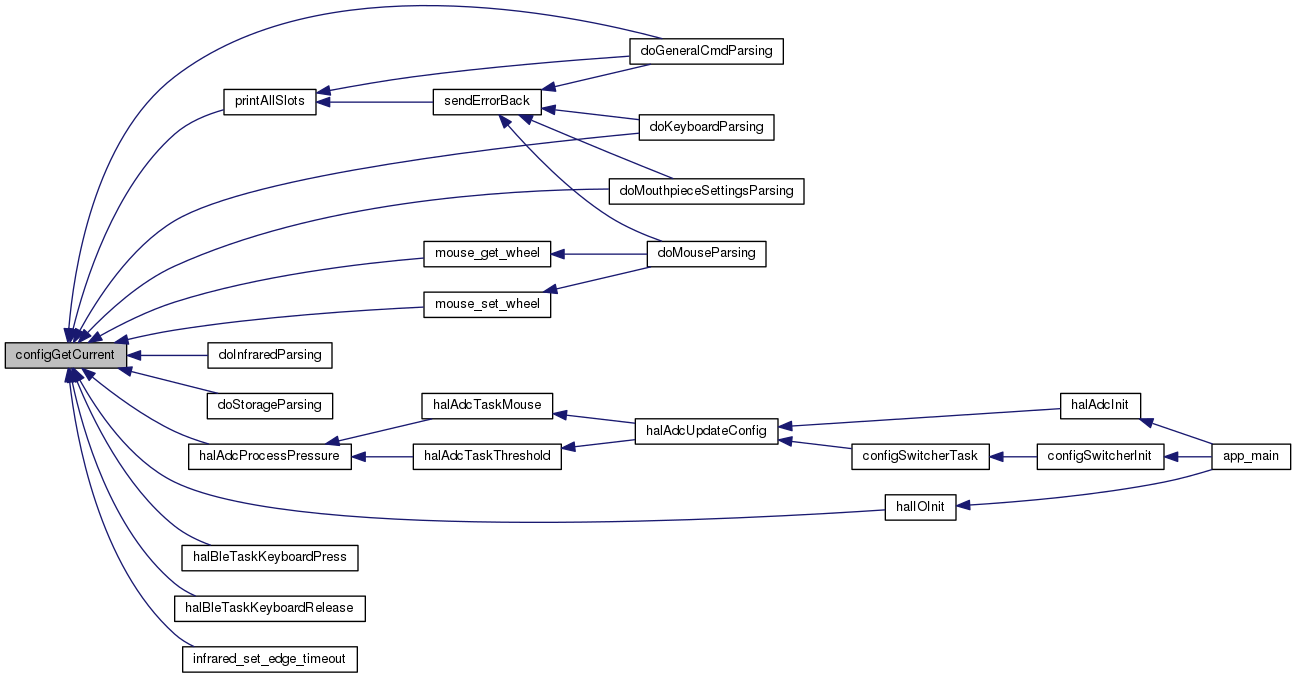 doGeneralCmdParsing
printAllSlots
sendErrorBack
doKeyboardParsing
doMouthpieceSettingsParsing
mouse_get_wheel
doMouseParsing
mouse_set_wheel
configGetCurrent
doInfraredParsing
doStorageParsing
halAdcTaskMouse
halAdcInit
halAdcUpdateConfig
halAdcProcessPressure
halAdcTaskThreshold
configSwitcherTask
configSwitcherInit
app_main
halIOInit
halBleTaskKeyboardPress
halBleTaskKeyboardRelease
infrared_set_edge_timeout